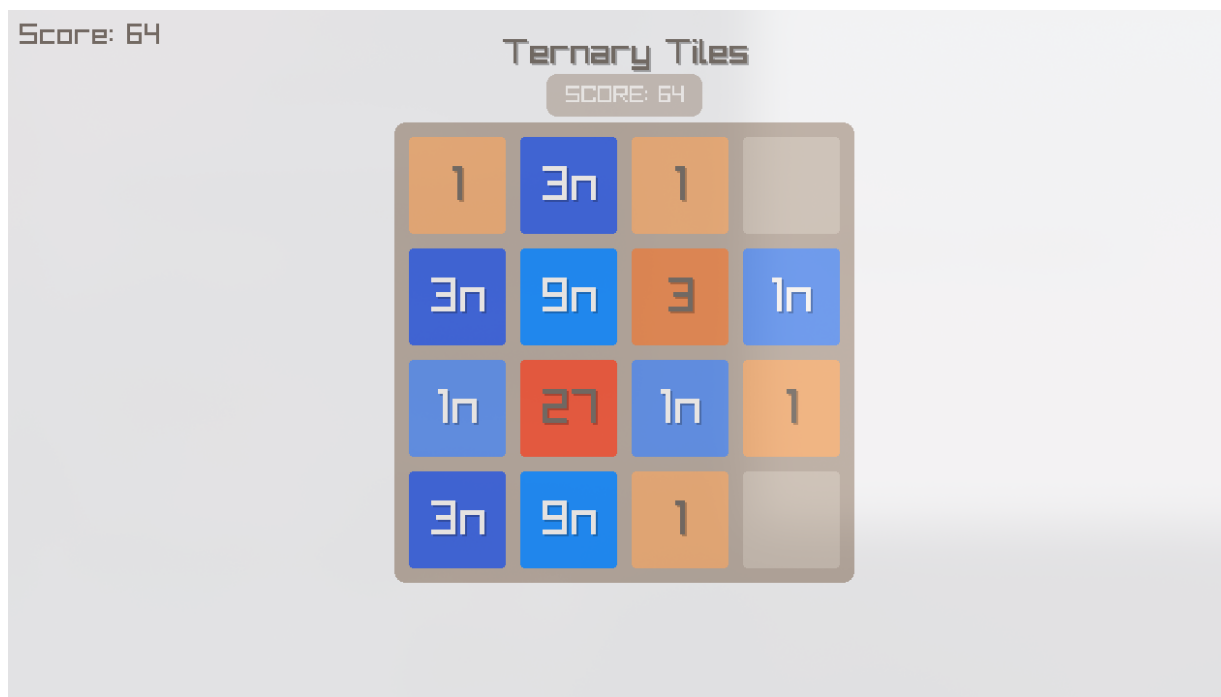 Score: 64
Ternary Tiles
SCORE: 64
1 3n 1
3n 9n 3 1n
1n 27 1n 1
3n 9n 1